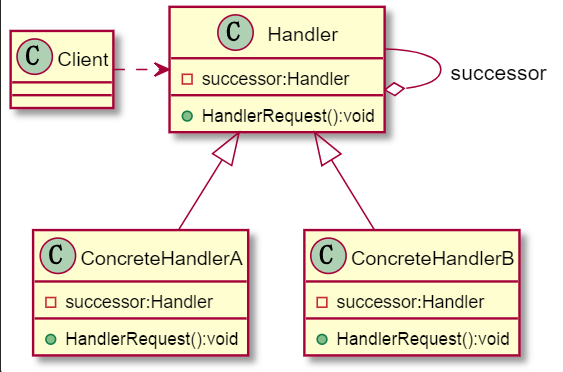 C Client
C Handler
successor:Handler
HandlerRequest():void
successor
C ConcreteHandlerA
successor:Handler
HandlerRequest():void
C ConcreteHandlerB
successor:Handler
HandlerRequest():void